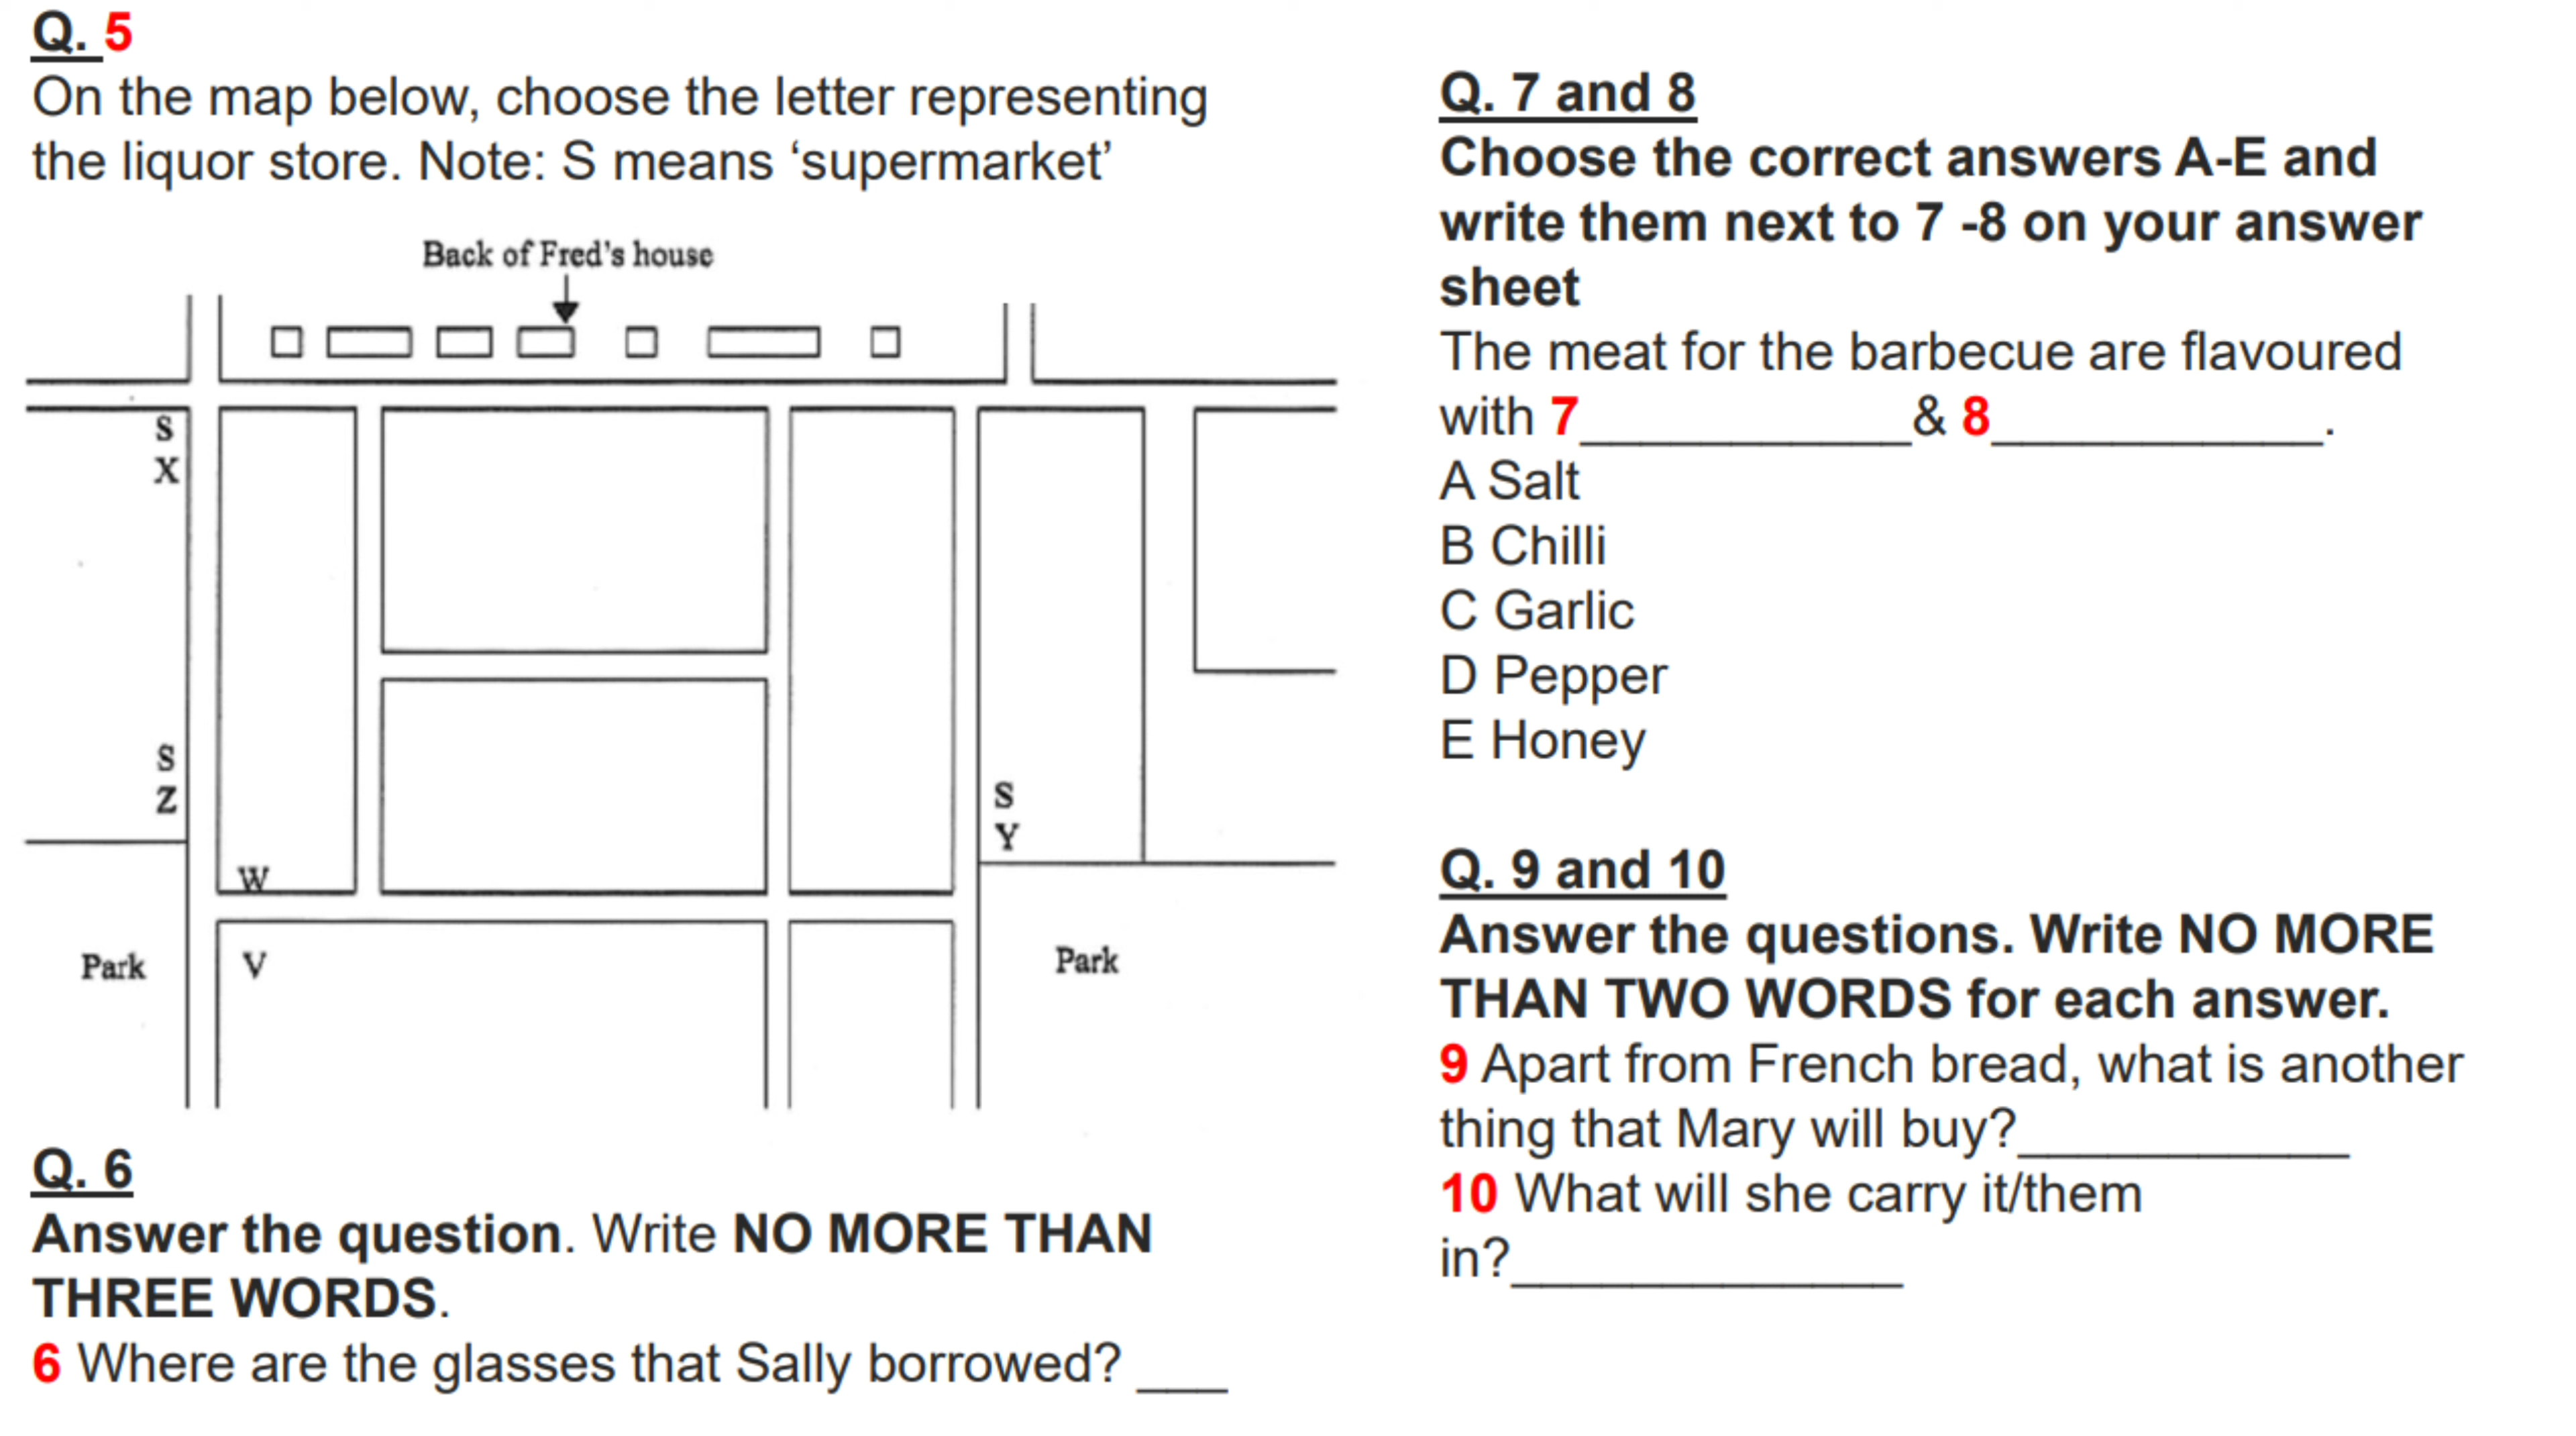 Q. 5
On the map below, choose the letter representing
the liquor store. Note: S means ‘supermarket’
Back of Fred's house
S
X
S
Z
S
Y
W
Park
V
Park
Q. 6
Answer the question. Write NO MORE THAN
THREE WORDS.
6 Where are the glasses that Sally borrowed? ___
Q. 7 and 8
Choose the correct answers A-E and
write them next to 7 -8 on your answer
sheet
The meat for the barbecue are flavoured
with 7___________& 8___________.
A Salt
B Chilli
C Garlic
D Pepper
E Honey
Q. 9 and 10
Answer the questions. Write NO MORE
THAN TWO WORDS for each answer.
9 Apart from French bread, what is another
thing that Mary will buy?___________
10 What will she carry it/them
in?_____________